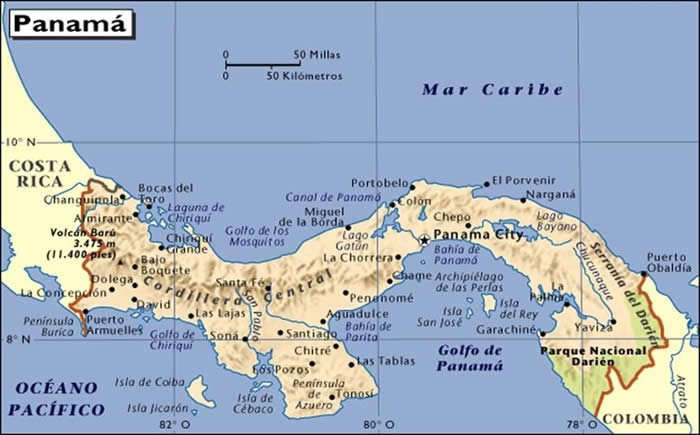 Panamá
0 50 Millas
0 50 Kilómetros
Mar Caribe
10° N
COSTA
RICA
Changuinola
Bocas del
Toro
Almirante
Laguna de
Chiriquí
Volcán Barú
3.475 m
(11.400 pies)
Chiriquí
Grande
Golfo de los
Mosquitos
Miguel
de la Borda
Canal de Panamá
Portobelo
Colón
El Porvenir
Narganá
Lago
Gatún
Chepo
Lago
Bayano
Panama City
Bahía de
Panamá
La Chorrera
Bajo
Boquete
Dolega
La Concepción
David
Cordillera Central
Santa Fé
San Pablo
Chame
Penonomé
Archipiélago
de las Perlas
Isla
San José
Isla
del Rey
La
Palma
Chucunaque
Serranía del Darién
Puerto
Obaldía
Yaviza
Garachiné
Parque Nacional
Darién
Península
Burica
Puerto
Armuelles
Las Lajas
Golfo de
Chiriquí
Soná
Santiago
Aguadulce
Bahía de
Parita
Chitré
Los Pozos
Las Tablas
Península
de
Azuero
Tonosí
8° N
Golfo de
Panamá
OCÉANO
PACÍFICO
Isla de Coiba
Isla Jicarón
Isla de
Cébaco
82° O
80°
78° O
COLOMBIA
Atrato